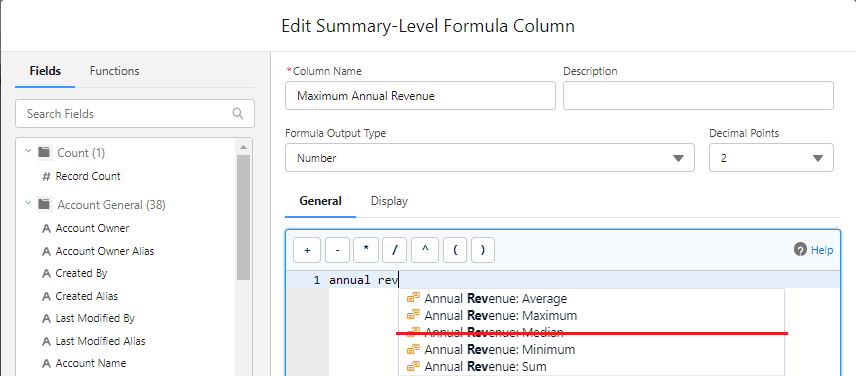 Edit Summary-Level Formula Column
Fields
Functions
Search Fields
Count (1)
# Record Count
Account General (38)
A Account Owner
A Account Owner Alias
A Created By
A Created Alias
A Last Modified By
A Last Modified Alias
A Account Name
*Column Name
Description
Maximum Annual Revenue
Formula Output Type
Decimal Points
Number
2
General
Display
+ - * / ^ ( )
? Help
1 annual rev
Annual Revenue: Average
Annual Revenue: Maximum
Annual Revenue: Median
Annual Revenue: Minimum
Annual Revenue: Sum